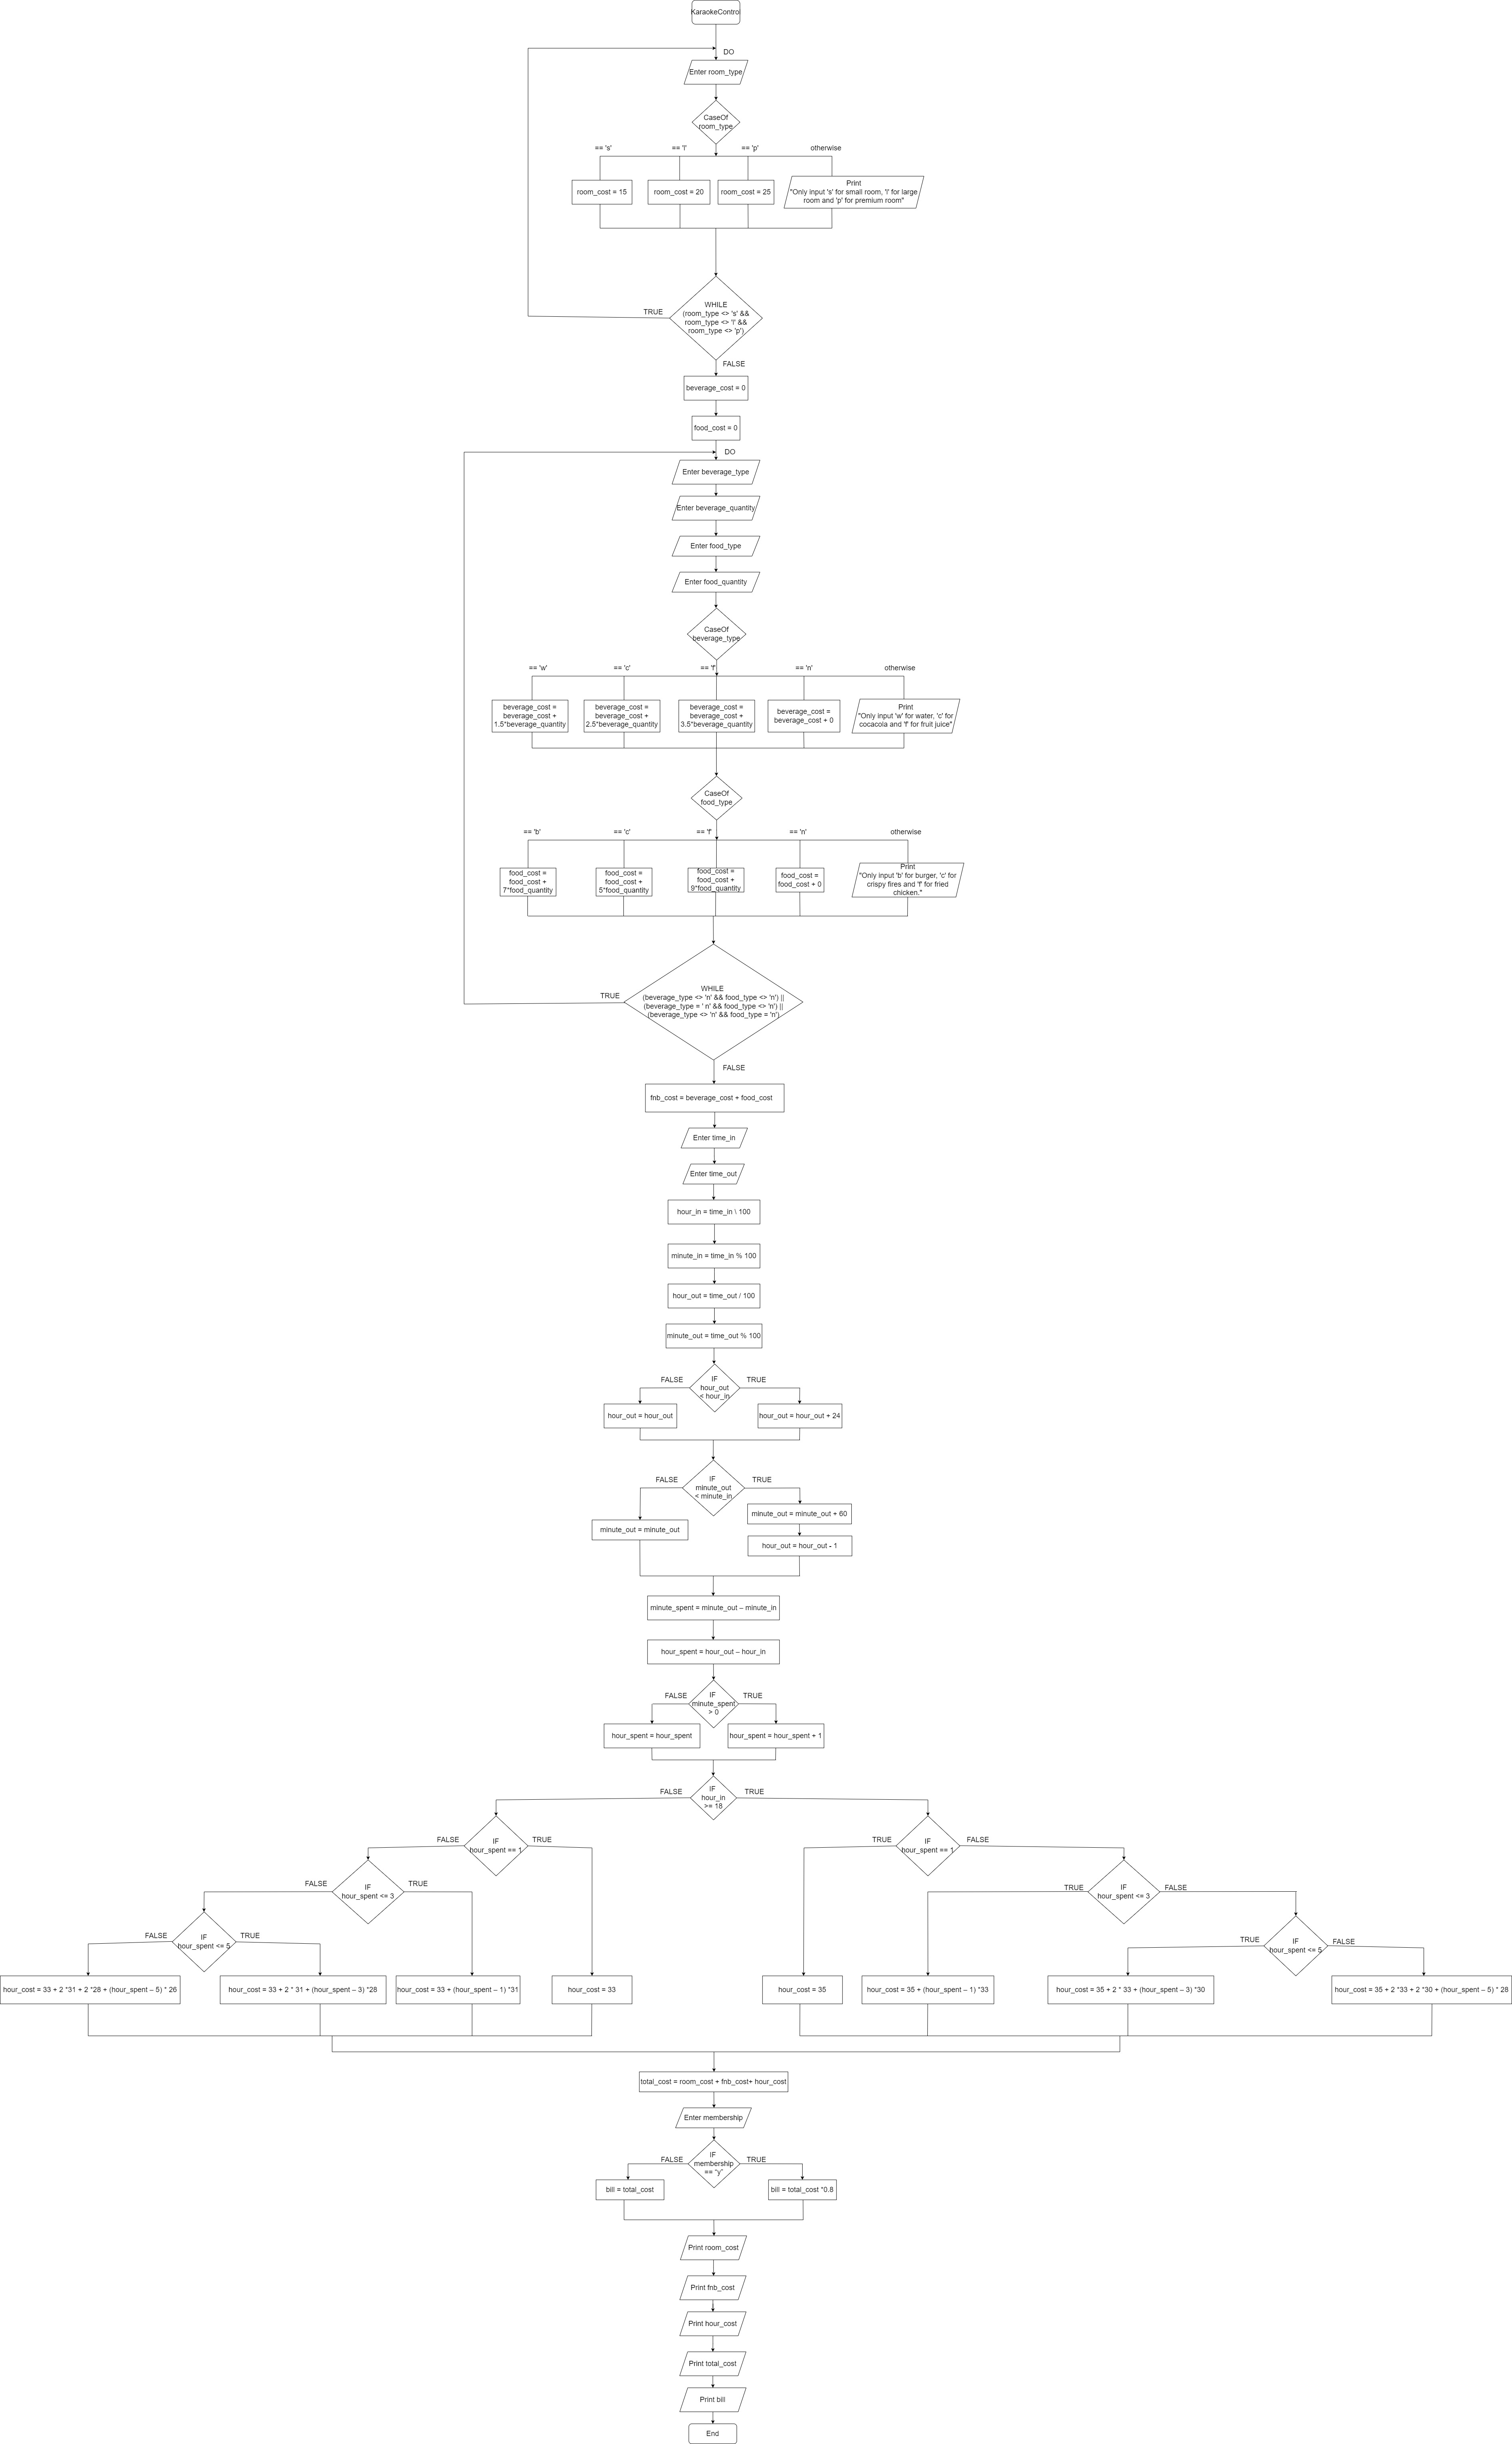 KaraokeControl
DO
Enter room_type
CaseOf
room_type
== 's'
== 'l'
== 'p'
otherwise
room_cost = 15
room_cost = 20
room_cost = 25
Print
"Only input 's' for small room, 'l' for large
room and 'p' for premium room"
WHILE
(room_type <> 's' &&
room_type <> 'l' &&
room_type <> 'p')
TRUE
FALSE
beverage_cost = 0
food_cost = 0
DO
Enter beverage_type
Enter beverage_quantity
Enter food_type
Enter food_quantity
CaseOf
beverage_type
== 'w'
== 'c'
== 'f'
== 'n'
otherwise
beverage_cost =
beverage_cost +
1.5*beverage_quantity
beverage_cost =
beverage_cost +
2.5*beverage_quantity
beverage_cost =
beverage_cost +
3.5*beverage_quantity
beverage_cost =
beverage_cost + 0
Print
"Only input 'w' for water, 'c' for
cocacola and 'f' for fruit juice"
CaseOf
food_type
== 'b'
== 'c'
== 'f'
== 'n'
otherwise
food_cost =
food_cost +
7*food_quantity
food_cost =
food_cost +
5*food_quantity
food_cost =
food_cost +
9*food_quantity
food_cost =
food_cost + 0
Print
"Only input 'b' for burger, 'c' for
crispy fires and 'f' for fried
chicken."
WHILE
(beverage_type <> 'n' && food_type <> 'n') ||
(beverage_type = ' n' && food_type <> 'n') ||
(beverage_type <> 'n' && food_type = 'n')
TRUE
FALSE
fnb_cost = beverage_cost + food_cost
Enter time_in
Enter time_out
hour_in = time_in \ 100
minute_in = time_in % 100
hour_out = time_out / 100
minute_out = time_out % 100
IF
hour_out
< hour_in
FALSE
TRUE
hour_out = hour_out
hour_out = hour_out + 24
IF
minute_out
< minute_in
FALSE
TRUE
minute_out = minute_out
minute_out = minute_out + 60
hour_out = hour_out - 1
minute_spent = minute_out – minute_in
hour_spent = hour_out – hour_in
IF
minute_spent
> 0
FALSE
TRUE
hour_spent = hour_spent
hour_spent = hour_spent + 1
IF
hour_in
>= 18
FALSE
TRUE
IF
hour_spent == 1
FALSE
TRUE
IF
hour_spent == 1
TRUE
FALSE
IF
hour_spent <= 3
FALSE
TRUE
IF
hour_spent <= 3
TRUE
FALSE
IF
hour_spent <= 5
FALSE
TRUE
IF
hour_spent <= 5
TRUE
FALSE
hour_cost = 33 + 2 *31 + 2 *28 + (hour_spent – 5) * 26
hour_cost = 33 + 2 * 31 + (hour_spent – 3) *28
hour_cost = 33 + (hour_spent – 1) *31
hour_cost = 33
hour_cost = 35
hour_cost = 35 + (hour_spent – 1) *33
hour_cost = 35 + 2 * 33 + (hour_spent – 3) *30
hour_cost = 35 + 2 *33 + 2 *30 + (hour_spent – 5) * 28
total_cost = room_cost + fnb_cost+ hour_cost
Enter membership
IF
membership
== "y"
FALSE
TRUE
bill = total_cost
bill = total_cost *0.8
Print room_cost
Print fnb_cost
Print hour_cost
Print total_cost
Print bill
End